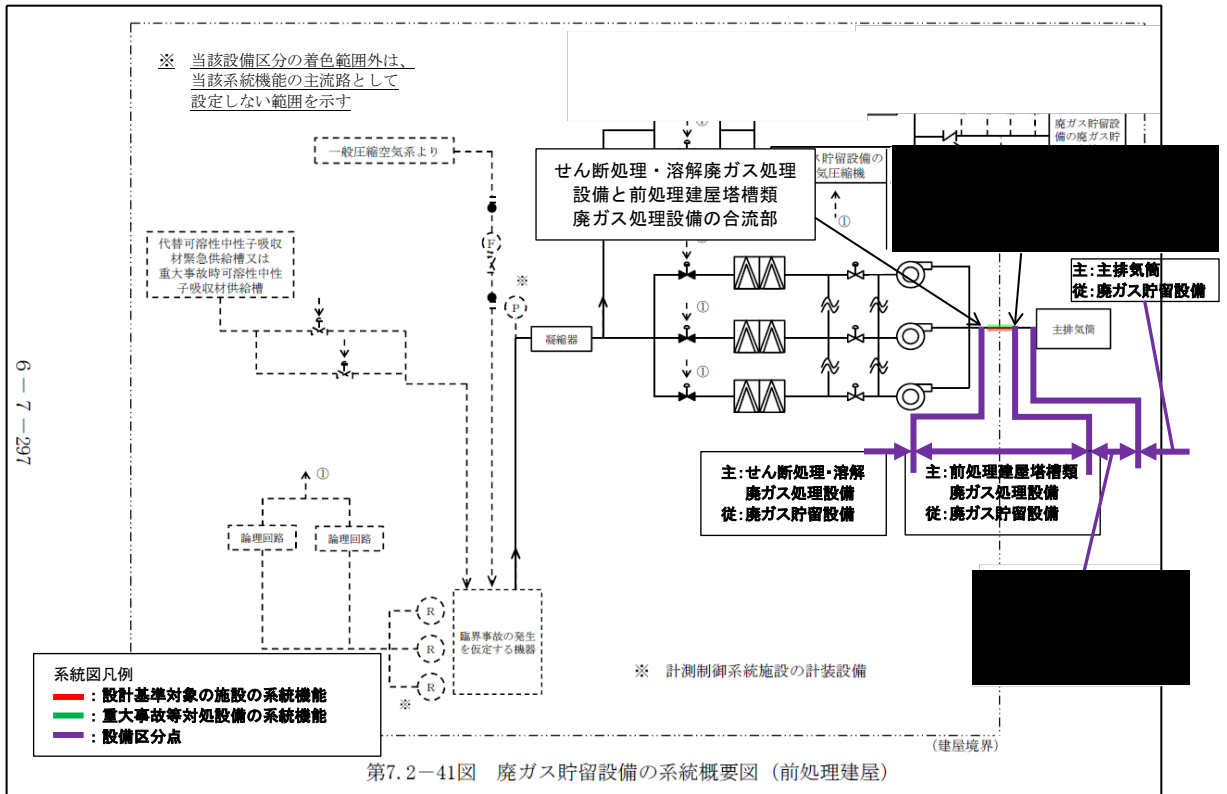 ※ 当該設備区分の着色範囲外は、
当該系統機能の主流路として
設定しない範囲を示す
一般圧縮空気系より
代替可溶性中性子吸収
材緊急供給槽又は
重大事故時可溶性中性
子吸収材供給槽
せん断処理・溶解廃ガス処理
設備と前処理建屋塔槽類
廃ガス処理設備の合流部
ス貯留設備の
気圧縮機
廃ガス貯留設
備の廃ガス貯
①
①
①
①
①
F
※
P
凝縮器
主:主排気筒
従:廃ガス貯留設備
主排気筒
主:せん断処理・溶解
廃ガス処理設備
従:廃ガス貯留設備
主:前処理建屋塔槽類
廃ガス処理設備
従:廃ガス貯留設備
①
論理回路
論理回路
R
R
R
※
臨界事故の発生
を仮定する機器
※ 計測制御系統施設の計装設備
系統図凡例
:設計基準対象の施設の系統機能
:重大事故等対処設備の系統機能
:設備区分点
(建屋境界)
第7.2-41図 廃ガス貯留設備の系統概要図(前処理建屋)
6-7-297